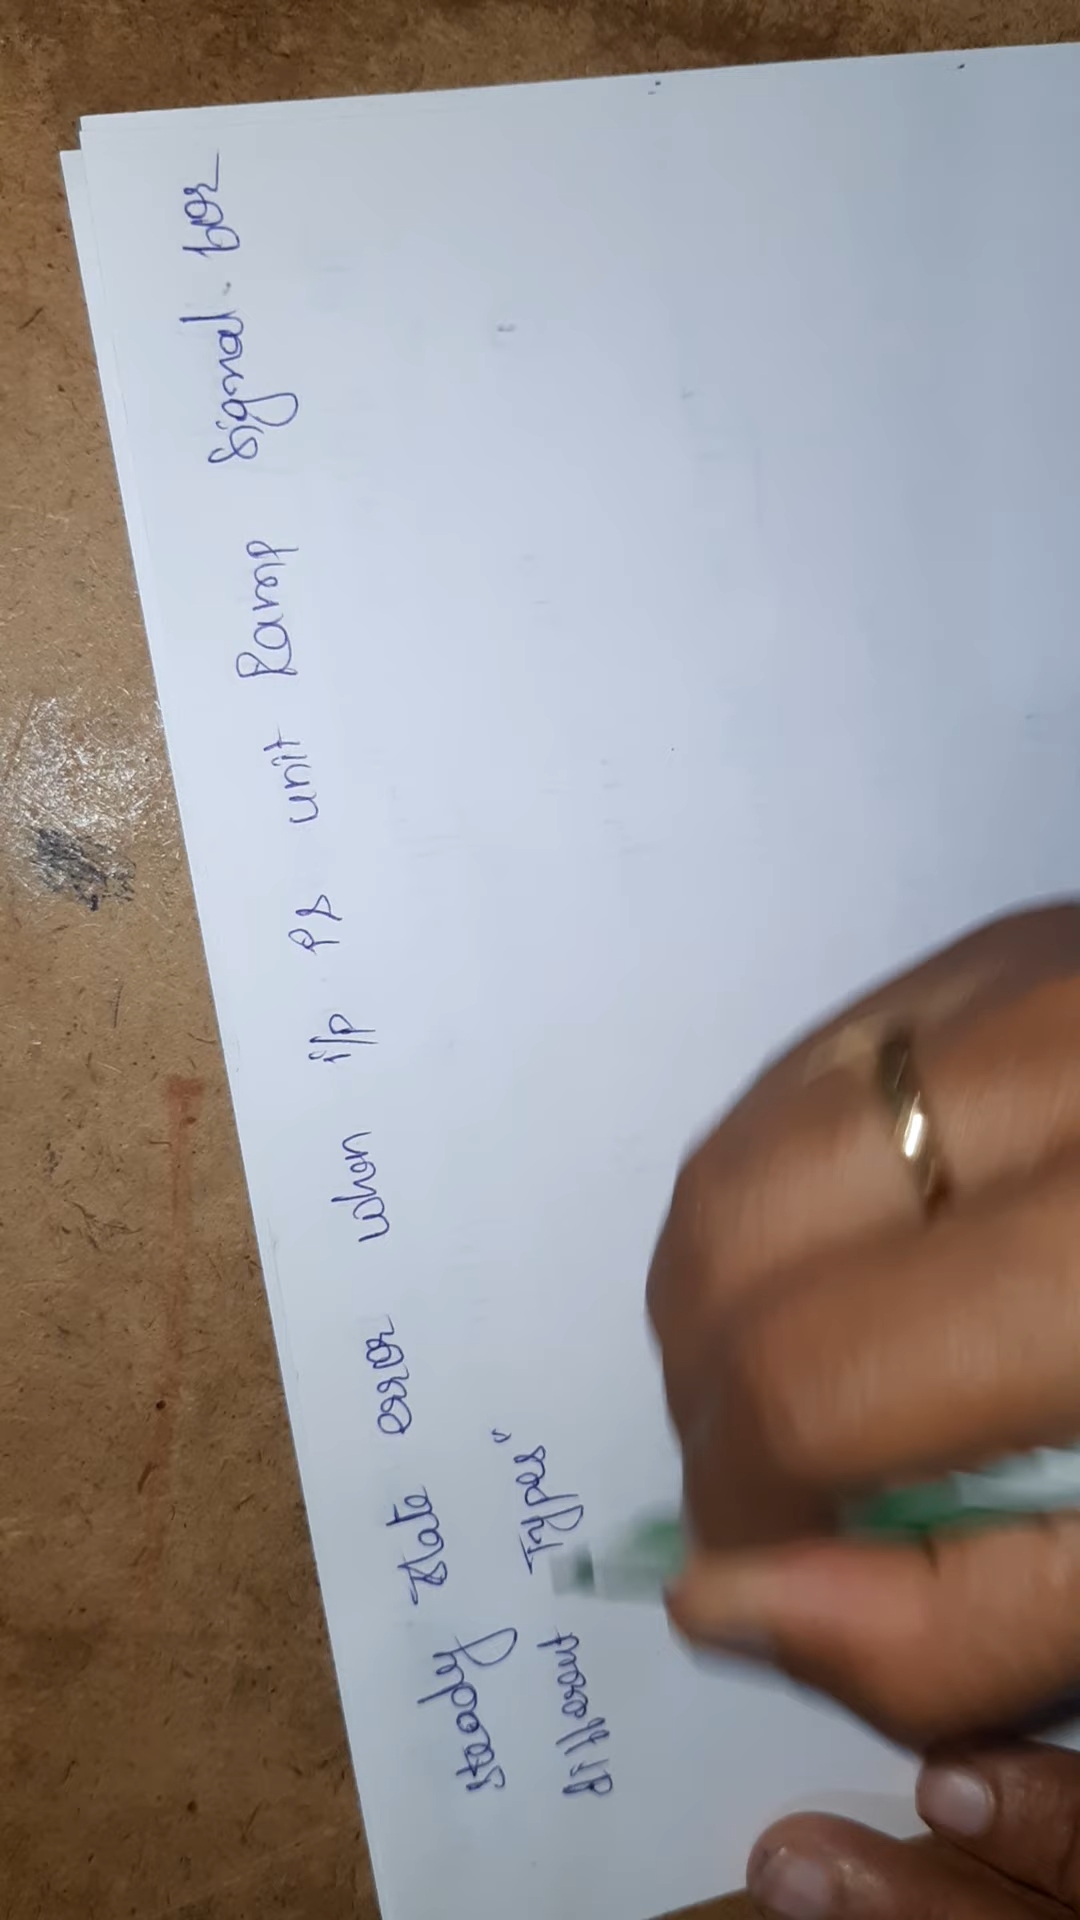 Steady State error when i/p is unit Ramp signal. for
different Types"